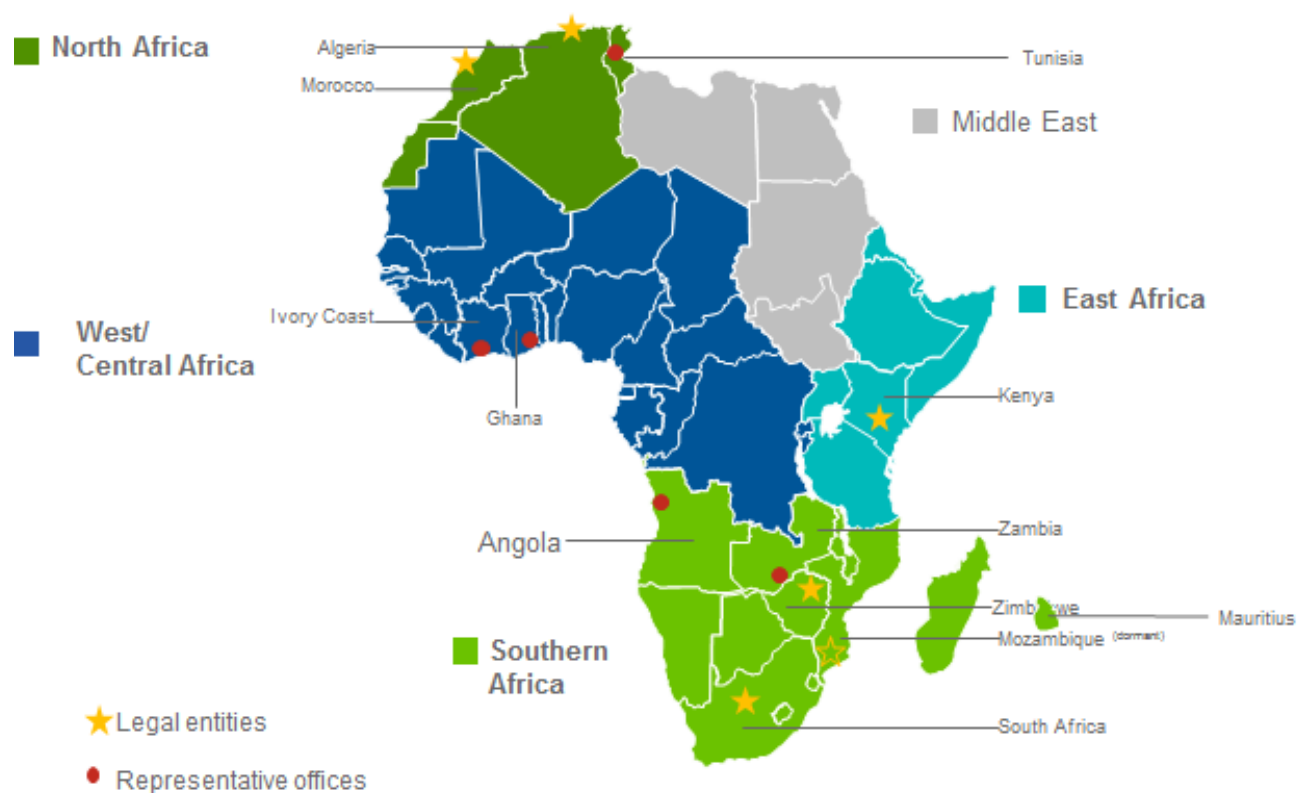 North Africa
Algeria
Morocco
Tunisia
Middle East
East Africa
West/
Central Africa
Ivory Coast
Ghana
Kenya
Angola
Zambia
Mauritius
Mozambique (dormant)
Southern
Africa
South Africa
Legal entities
Representative offices